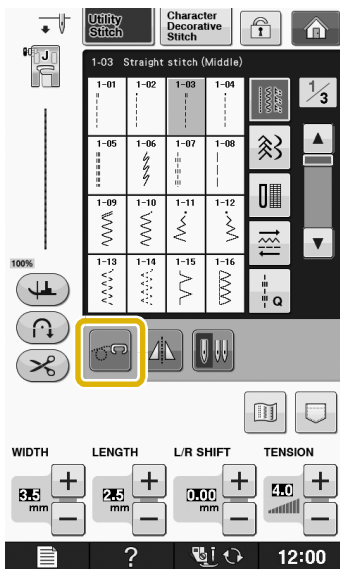 Utility
Stitch
Character
Decorative
Stitch
J
1-03 Straight stitch (Middle)
1-01 1-02 1-03 1-04
1/3
1-05 1-06 1-07 1-08
1-09 1-10 1-11 1-12
1-13 1-14 1-15 1-16
Q
100%
WIDTH LENGTH L/R SHIFT TENSION
3.5 mm + − 2.5 mm + − 0.00 mm + − 4.0 + −
? 12:00